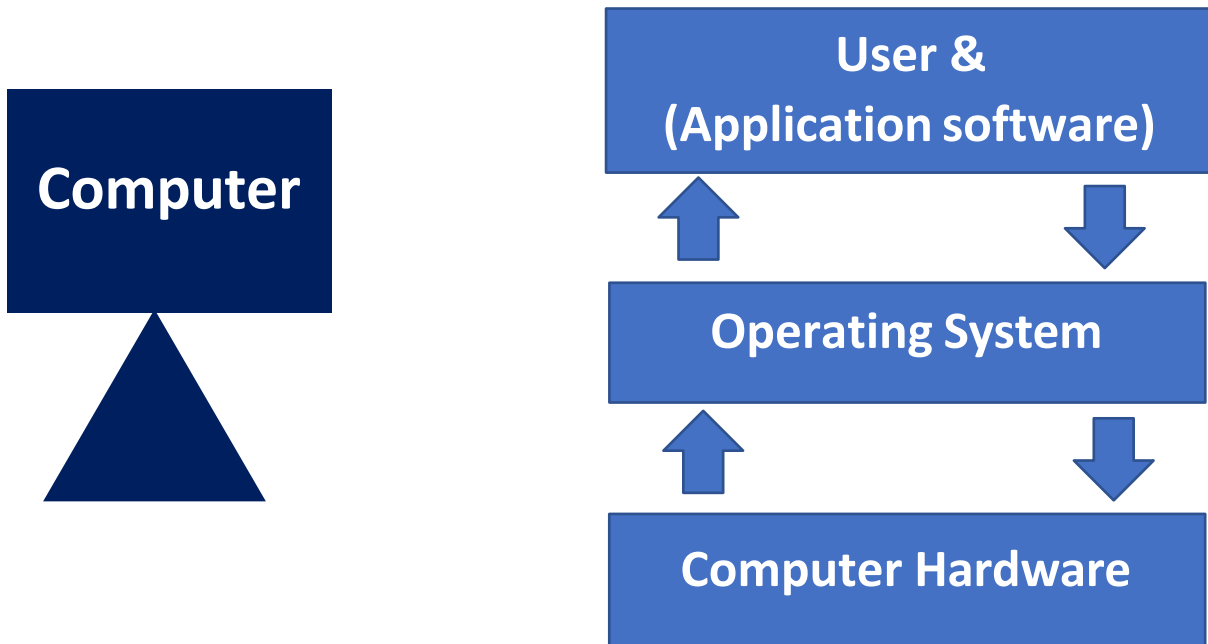 Computer
User &
(Application software)
Operating System
Computer Hardware